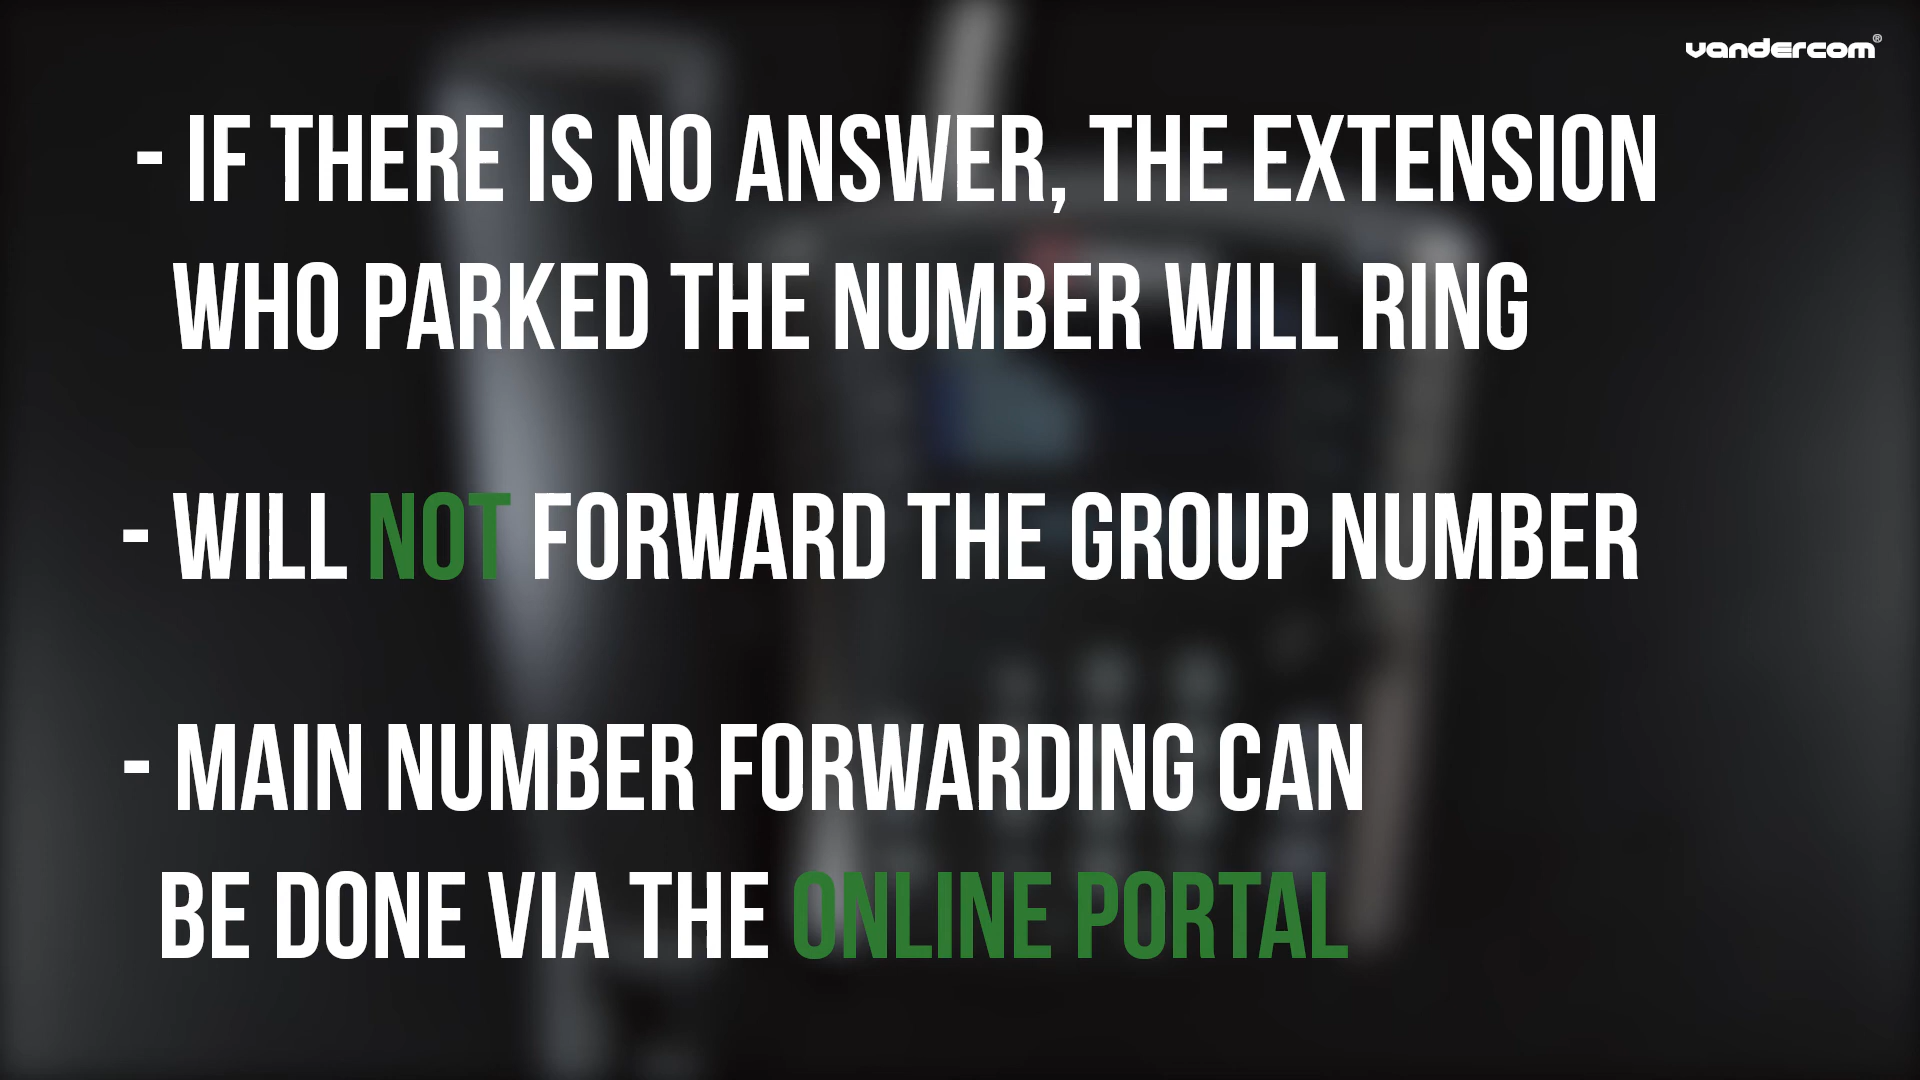 vandercom®
- IF THERE IS NO ANSWER, THE EXTENSION
WHO PARKED THE NUMBER WILL RING
- WILL NOT FORWARD THE GROUP NUMBER
- MAIN NUMBER FORWARDING CAN
BE DONE VIA THE ONLINE PORTAL